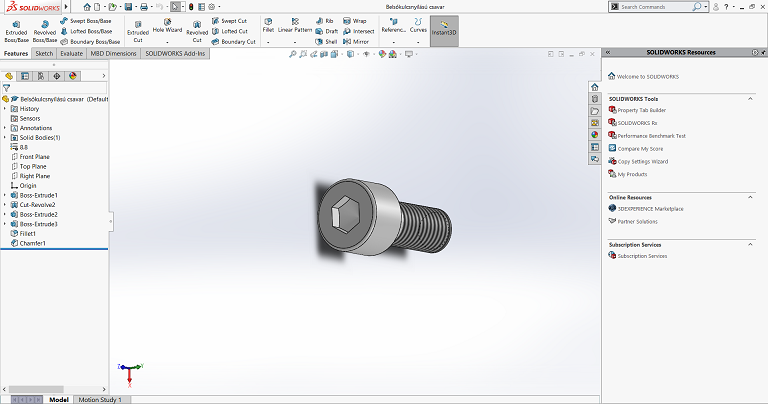 SOLIDWORKS
Belsőkulcsnyílású csavar
Search Commands
Extruded Boss/Base
Revolved Boss/Base
Swept Boss/Base
Lofted Boss/Base
Boundary Boss/Base
Extruded Cut
Hole Wizard
Revolved Cut
Swept Cut
Lofted Cut
Boundary Cut
Fillet
Linear Pattern
Rib
Draft
Shell
Wrap
Intersect
Mirror
Referenc...
Curves
Instant3D
Features
Sketch
Evaluate
MBD Dimensions
SOLIDWORKS Add-Ins
Belsőkulcsnyílású csavar (Default
History
Sensors
Annotations
Solid Bodies(1)
8.8
Front Plane
Top Plane
Right Plane
Origin
Boss-Extrude1
Cut-Revolve2
Boss-Extrude2
Boss-Extrude3
Fillet1
Chamfer1
Z
Y
X
Model
Motion Study 1
SOLIDWORKS Resources
Welcome to SOLIDWORKS
SOLIDWORKS Tools
Property Tab Builder
SOLIDWORKS Rx
Performance Benchmark Test
Compare My Score
Copy Settings Wizard
My Products
Online Resources
3DEXPERIENCE Marketplace
Partner Solutions
Subscription Services
Subscription Services